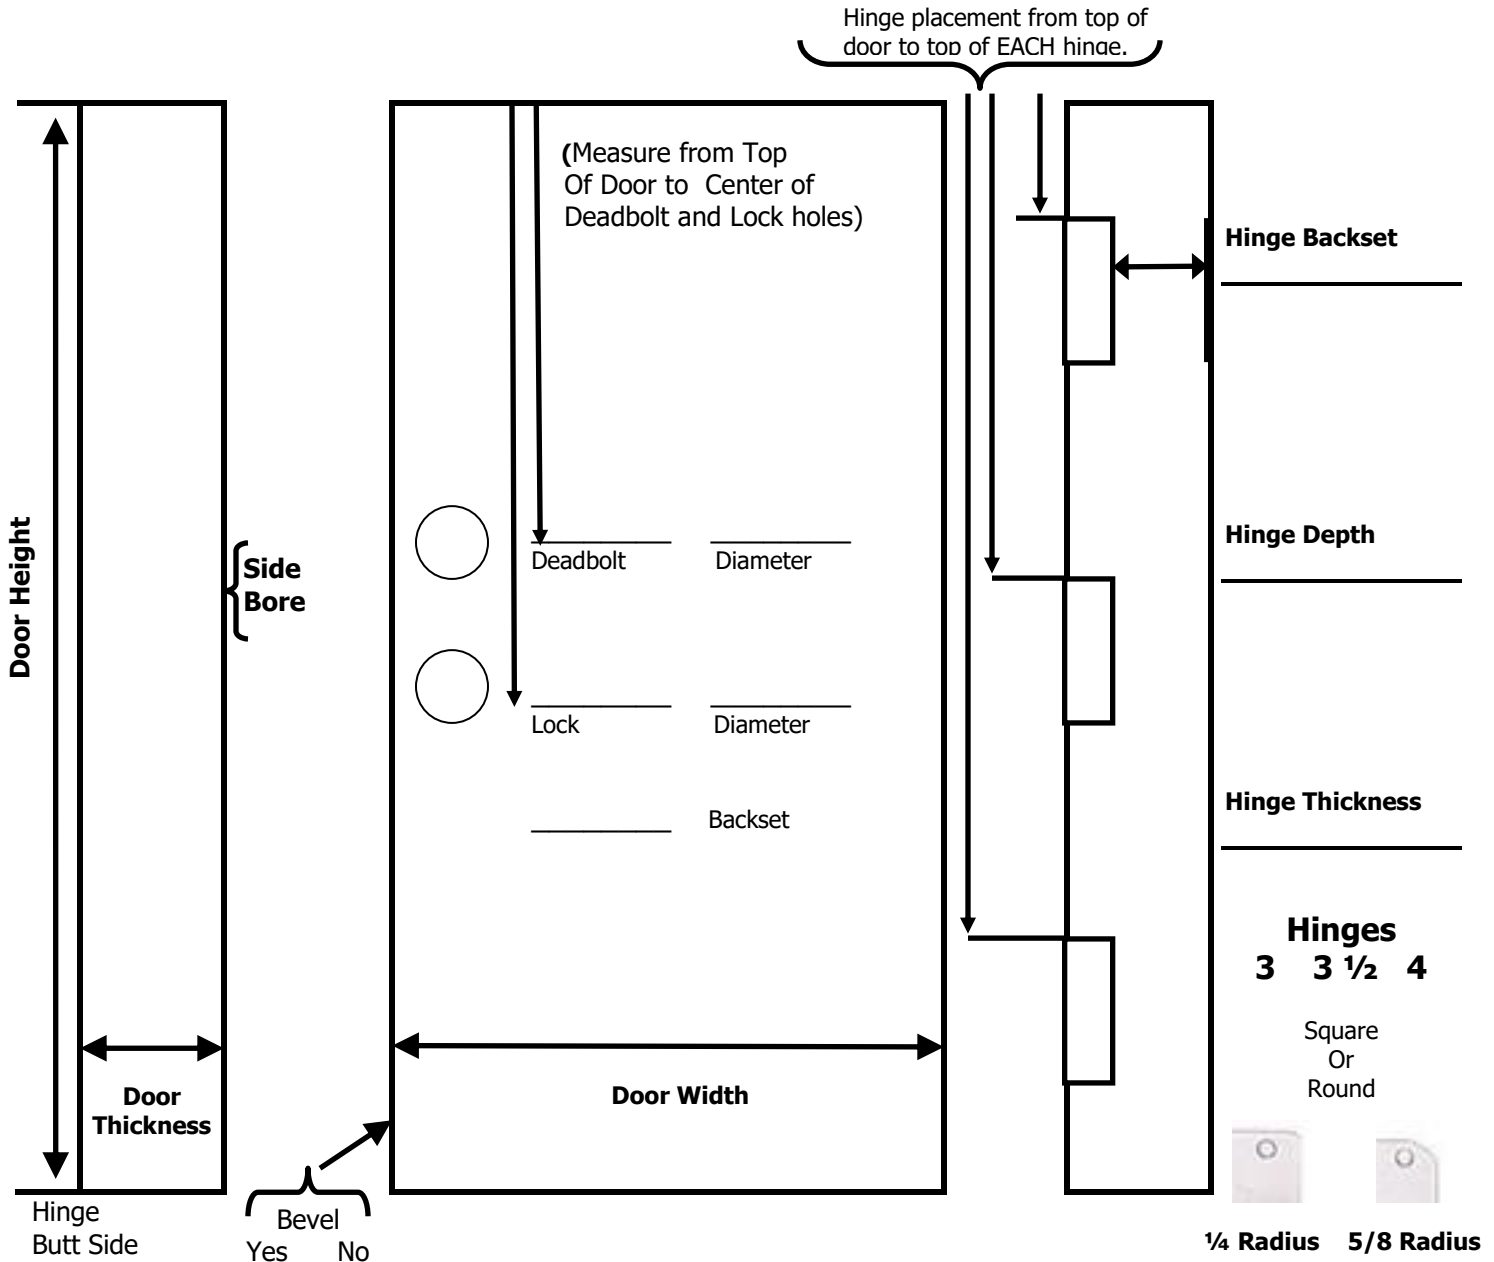 Hinge placement from top of
door to top of EACH hinge.
(Measure from Top
Of Door to Center of
Deadbolt and Lock holes)
Hinge Backset
Door Height
Side
Bore
Deadbolt Diameter
Hinge Depth
Lock Diameter
Backset
Hinge Thickness
Hinges
3 3 ½ 4
Square
Or
Round
Door
Thickness
Door Width
Hinge
Butt Side
Bevel
Yes No
¼ Radius 5/8 Radius